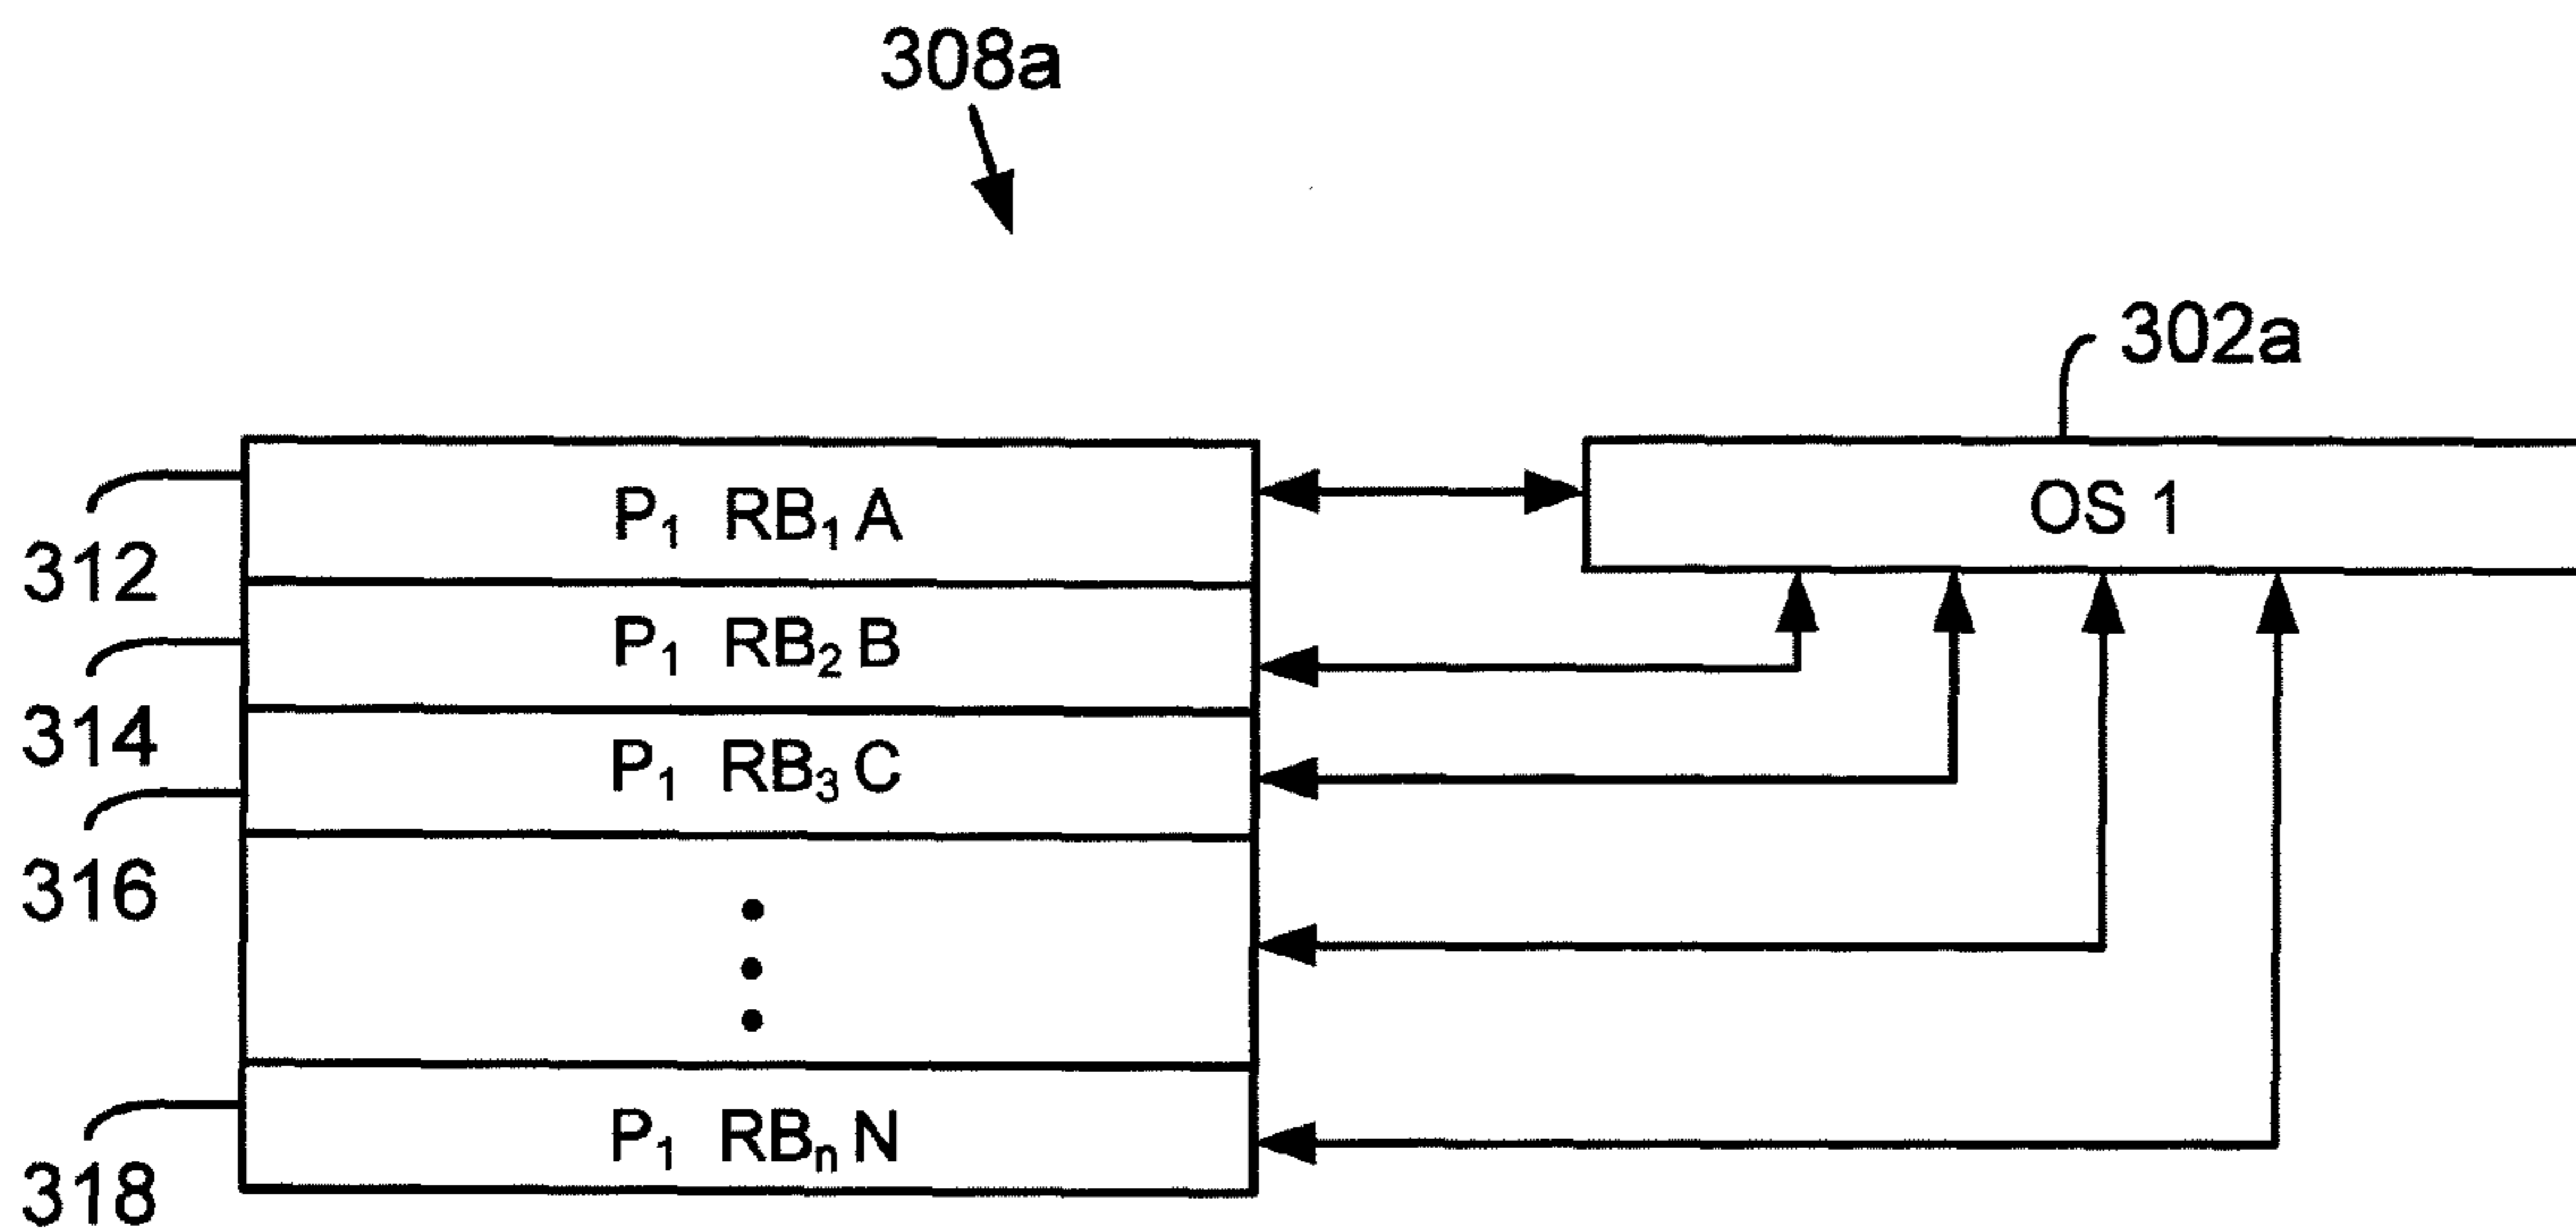 308a
302a
P₁ RB₁ A
OS 1
312
P₁ RB₂ B
314
P₁ RB₃ C
316
P₁ RBₙ N
318